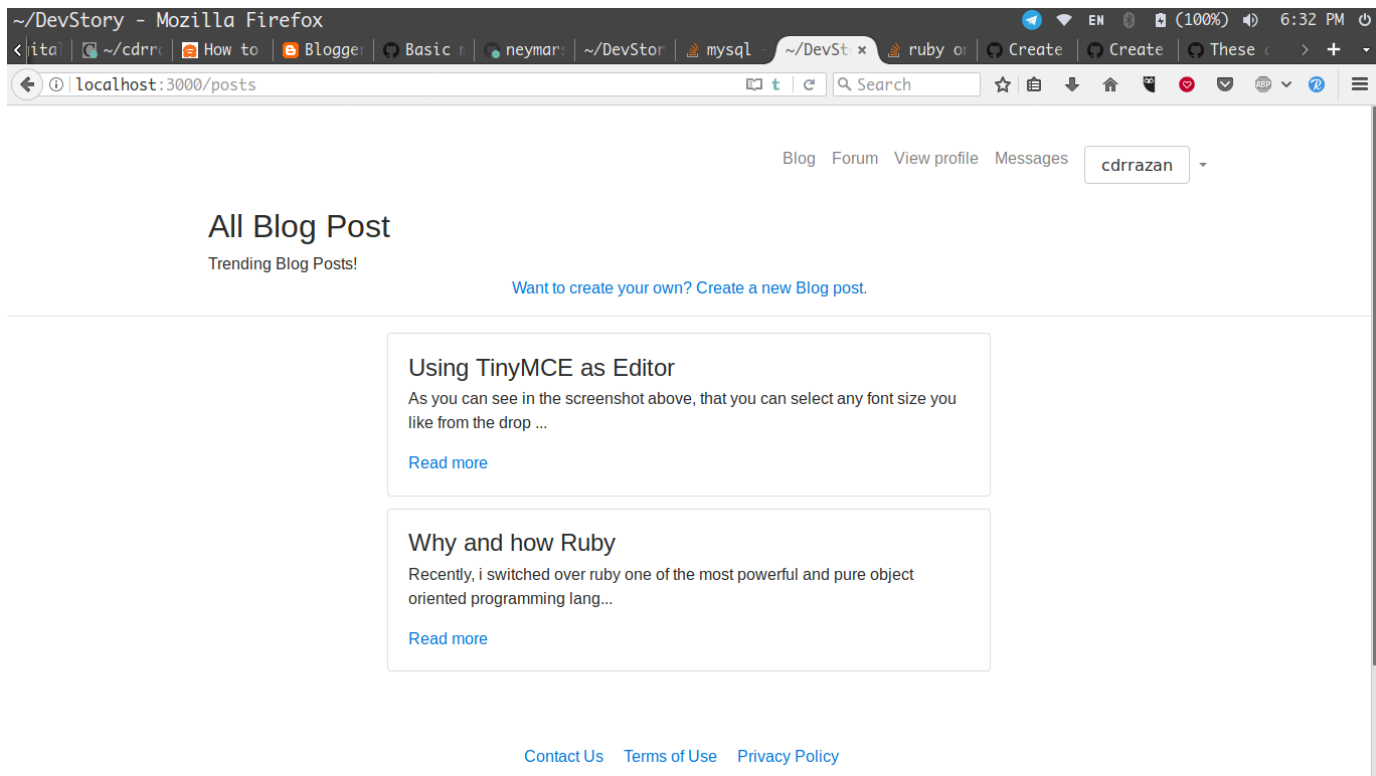 ~/DevStory - Mozilla Firefox EN (100%) 6:32 PM
~/cdrr How to Blogger Basic neymar ~/DevStor mysql - ~/DevSt ruby o Create Create These
localhost:3000/posts t Search ABP
Blog Forum View profile Messages cdrrazan
All Blog Post
Trending Blog Posts!
Want to create your own? Create a new Blog post.
Using TinyMCE as Editor
As you can see in the screenshot above, that you can select any font size you
like from the drop ...
Read more
Why and how Ruby
Recently, i switched over ruby one of the most powerful and pure object
oriented programming lang...
Read more
Contact Us Terms of Use Privacy Policy